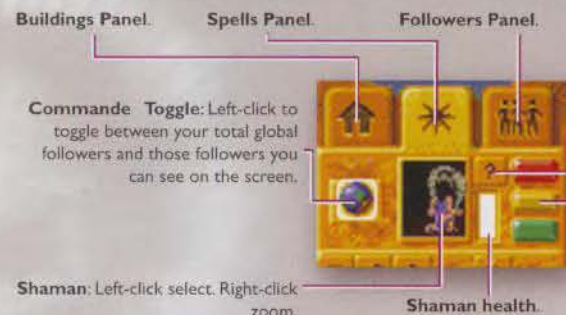 Buildings Panel.
Spells Panel.
Followers Panel.
Commande Toggle: Left-click to
toggle between your total global
followers and those followers you
can see on the screen.
?
Shaman: Left-click select. Right-click
zoom.
Shaman health.